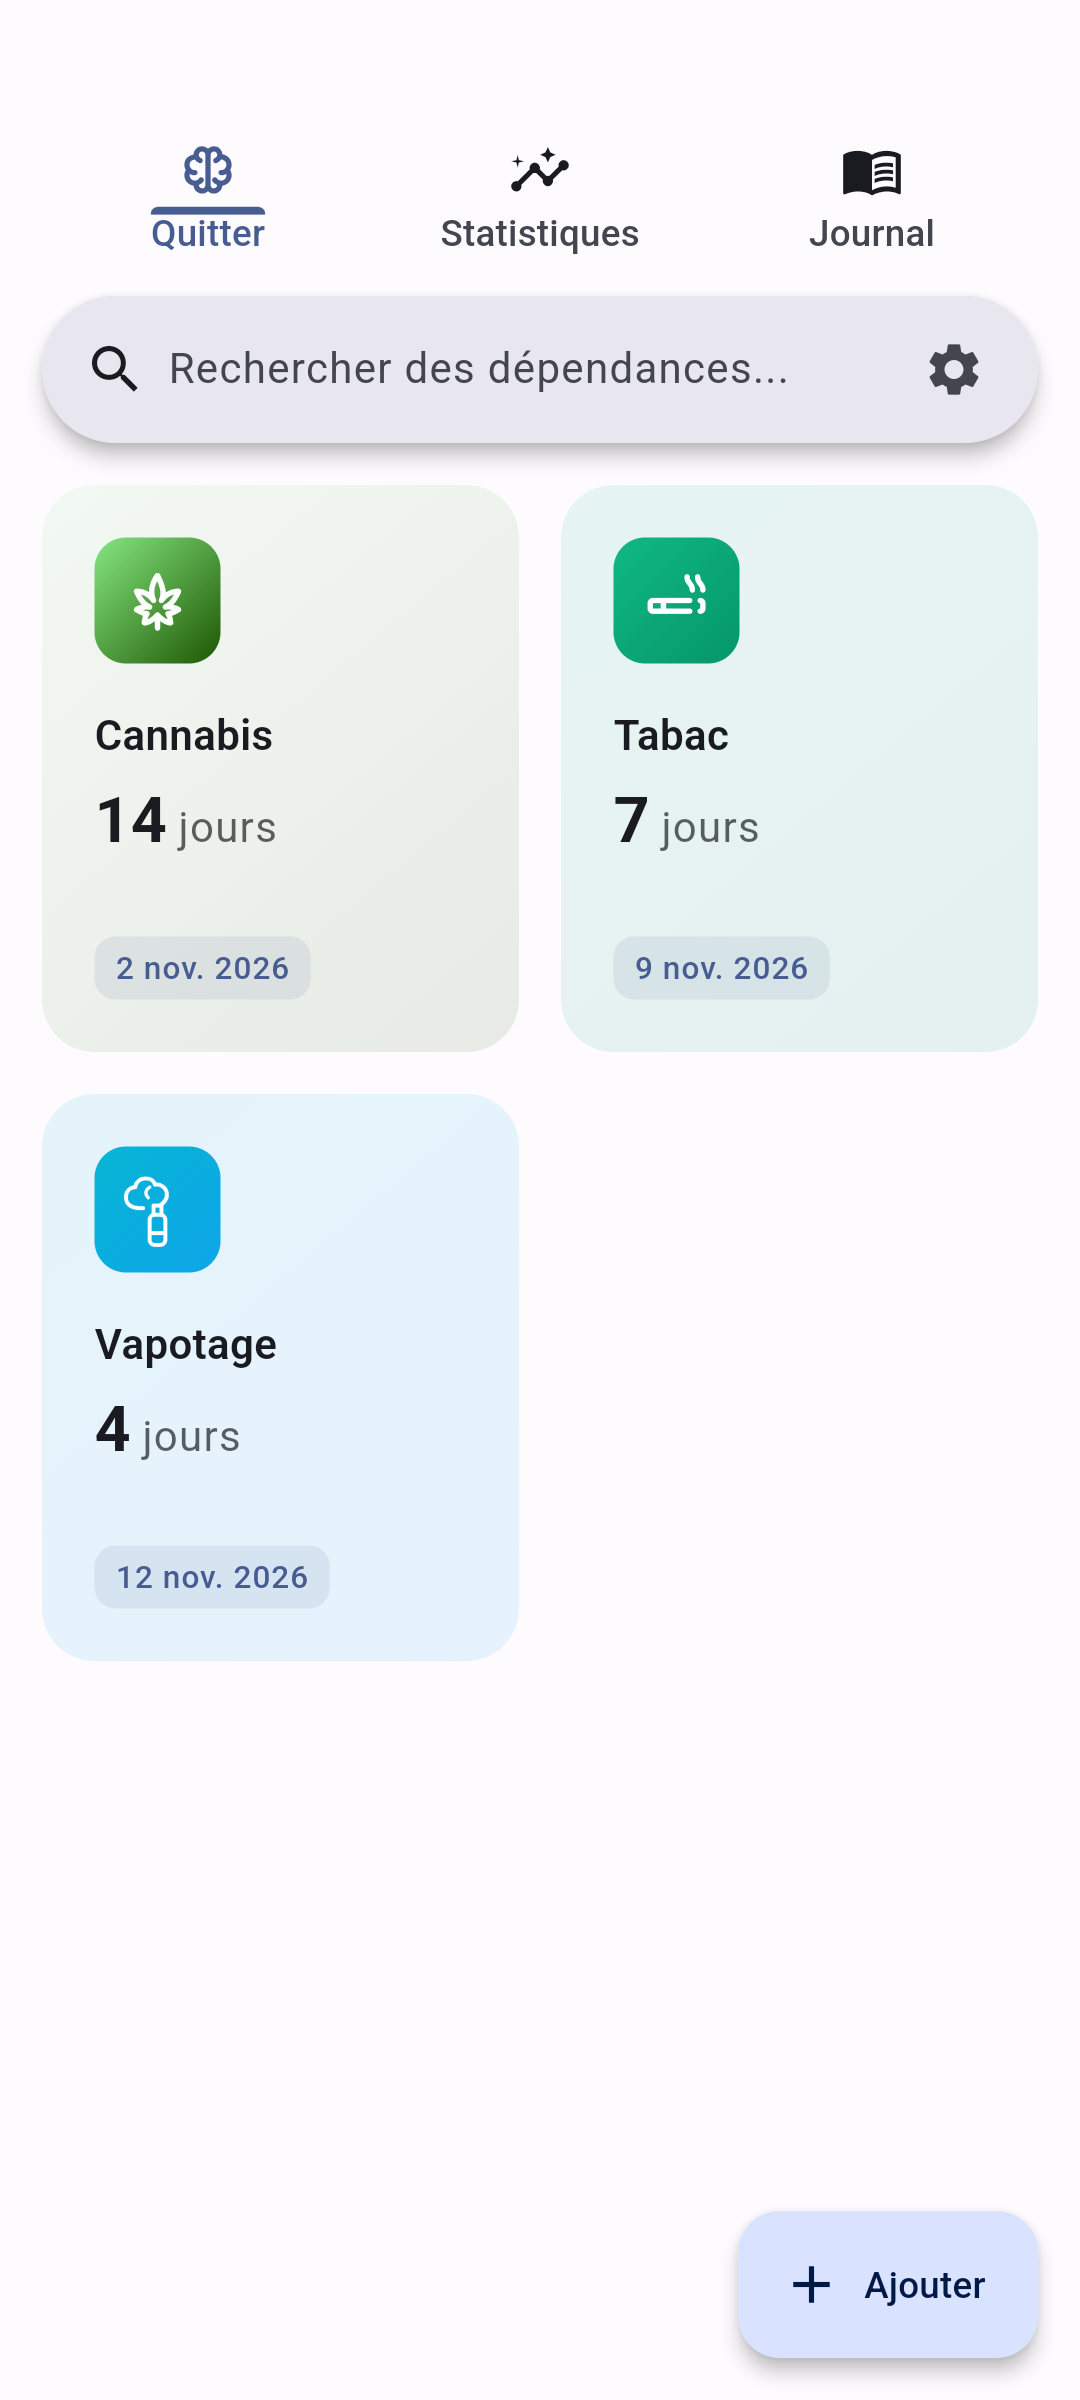 Quitter
Statistiques
Journal
Rechercher des dépendances...
Cannabis
14 jours
2 nov. 2026
Tabac
7 jours
9 nov. 2026
Vapotage
4 jours
12 nov. 2026
Ajouter